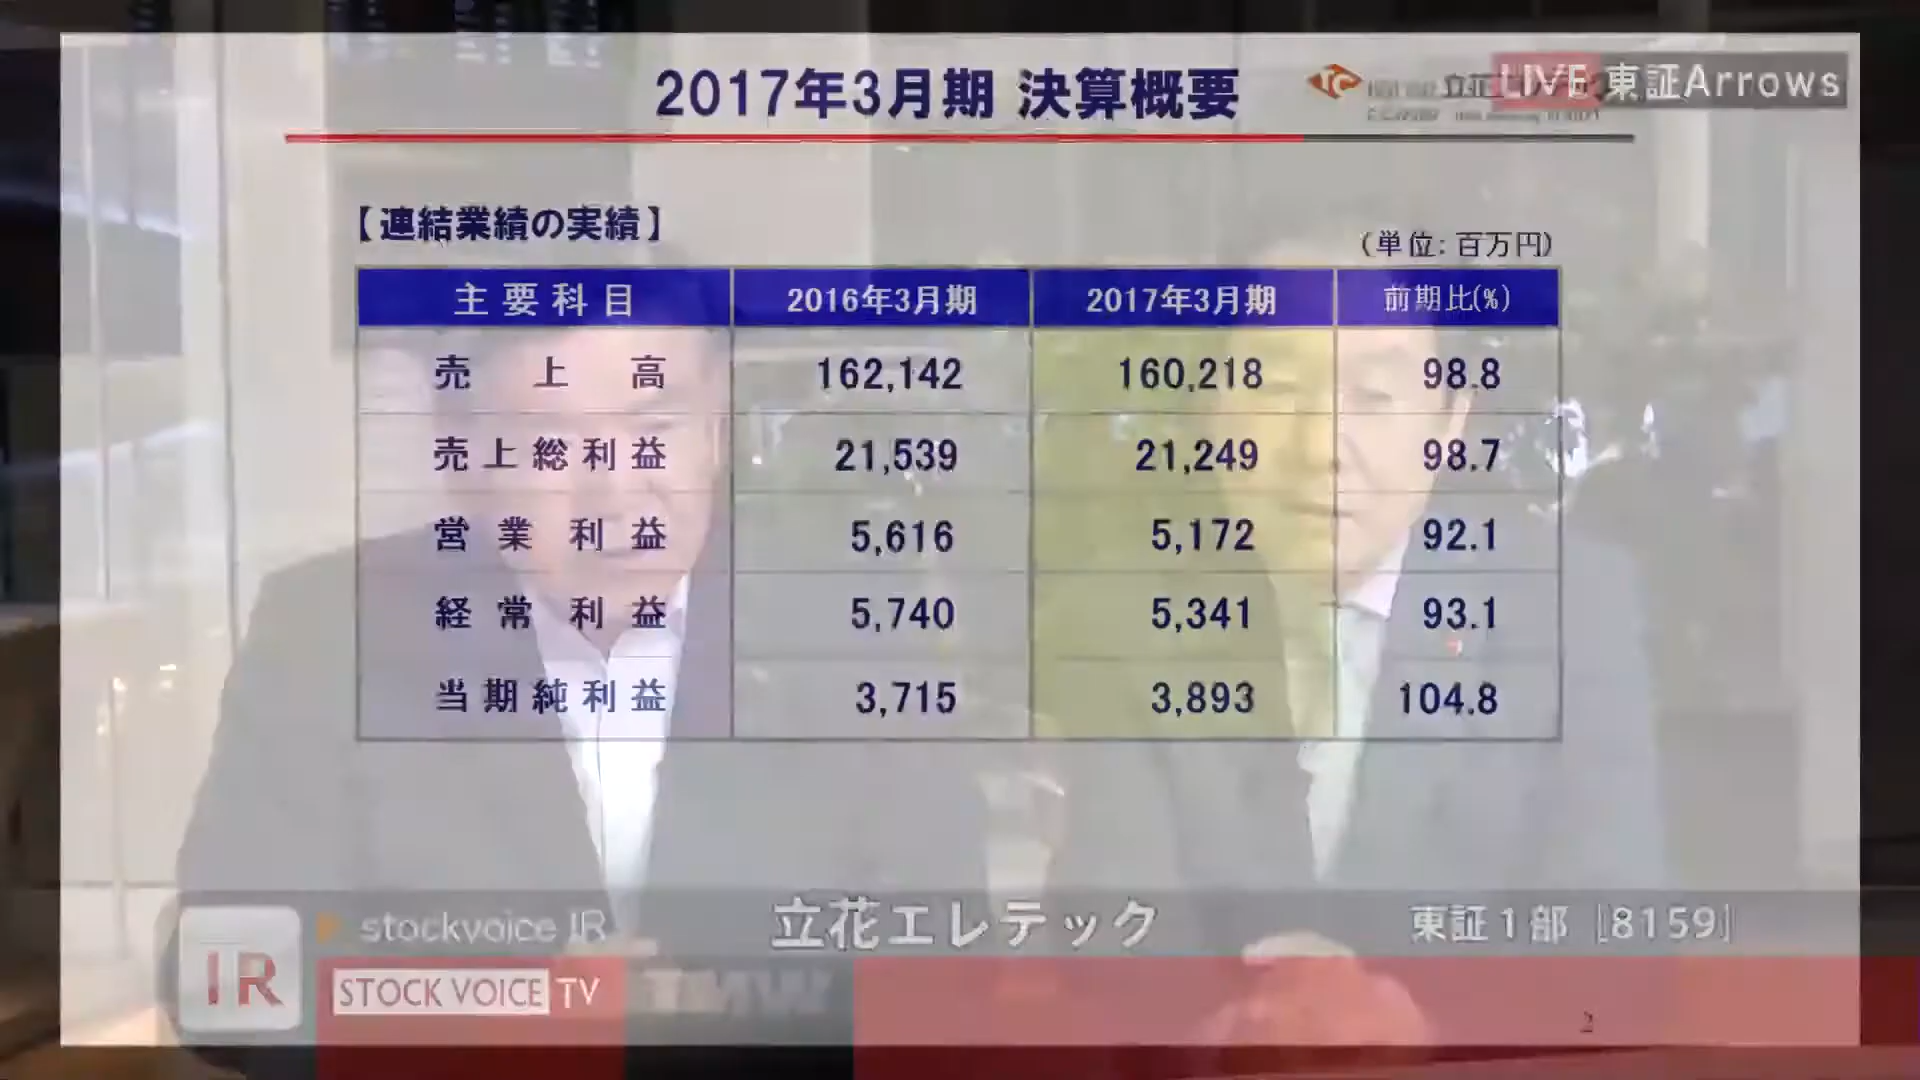 2017年3月期 決算概要
LIVE 東証Arrows
【連結業績の実績】
(単位:百万円)
主要科目 2016年3月期 2017年3月期 前期比(%)
売上高 162,142 160,218 98.8
売上総利益 21,539 21,249 98.7
営業利益 5,616 5,172 92.1
経常利益 5,740 5,341 93.1
当期純利益 3,715 3,893 104.8
IR stockvoice IR 立花エレテック 東証1部 [8159]
STOCK VOICE TV TMW
2